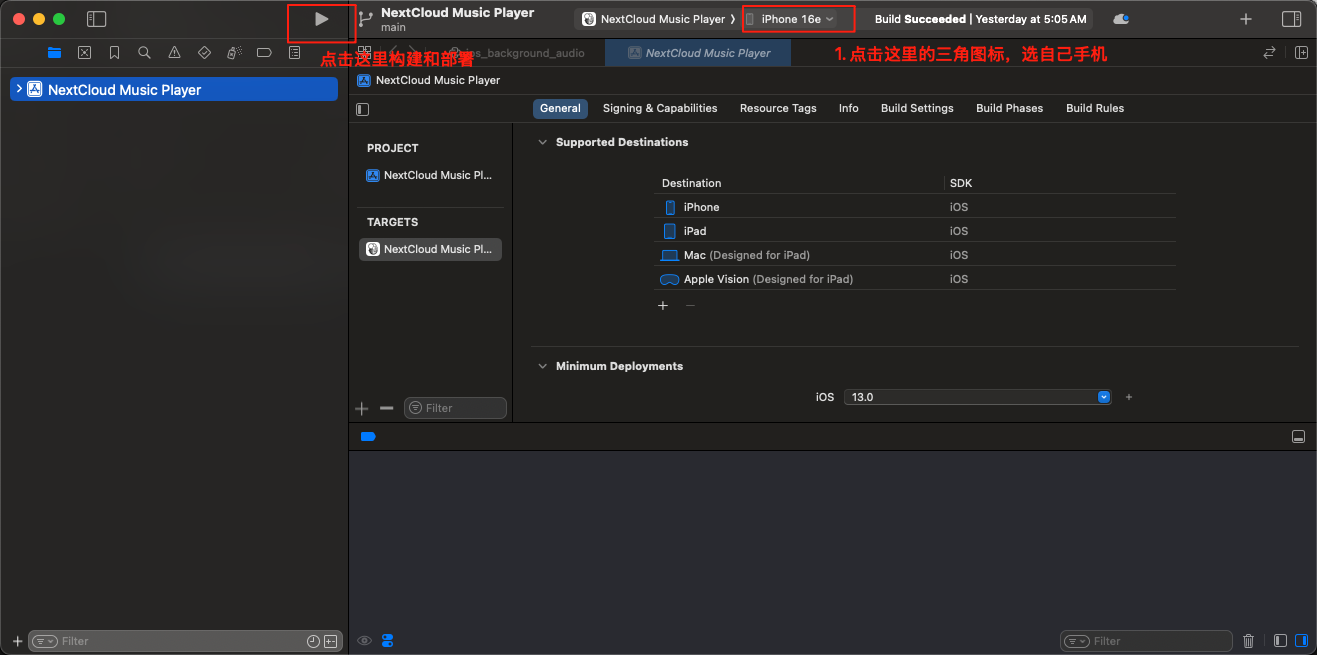 NextCloud Music Player
main
NextCloud Music Player
iPhone 16e
Build Succeeded | Yesterday at 5:05 AM
点击这里构建和部署
ios_background_audio
NextCloud Music Player
1. 点击这里的三角图标，选自己手机
NextCloud Music Player
NextCloud Music Player
General
Signing & Capabilities
Resource Tags
Info
Build Settings
Build Phases
Build Rules
PROJECT
NextCloud Music Pl...
TARGETS
NextCloud Music Pl...
Supported Destinations
Destination
SDK
iPhone
iOS
iPad
iOS
Mac (Designed for iPad)
iOS
Apple Vision (Designed for iPad)
iOS
Minimum Deployments
iOS
13.0
Filter
Filter
Filter